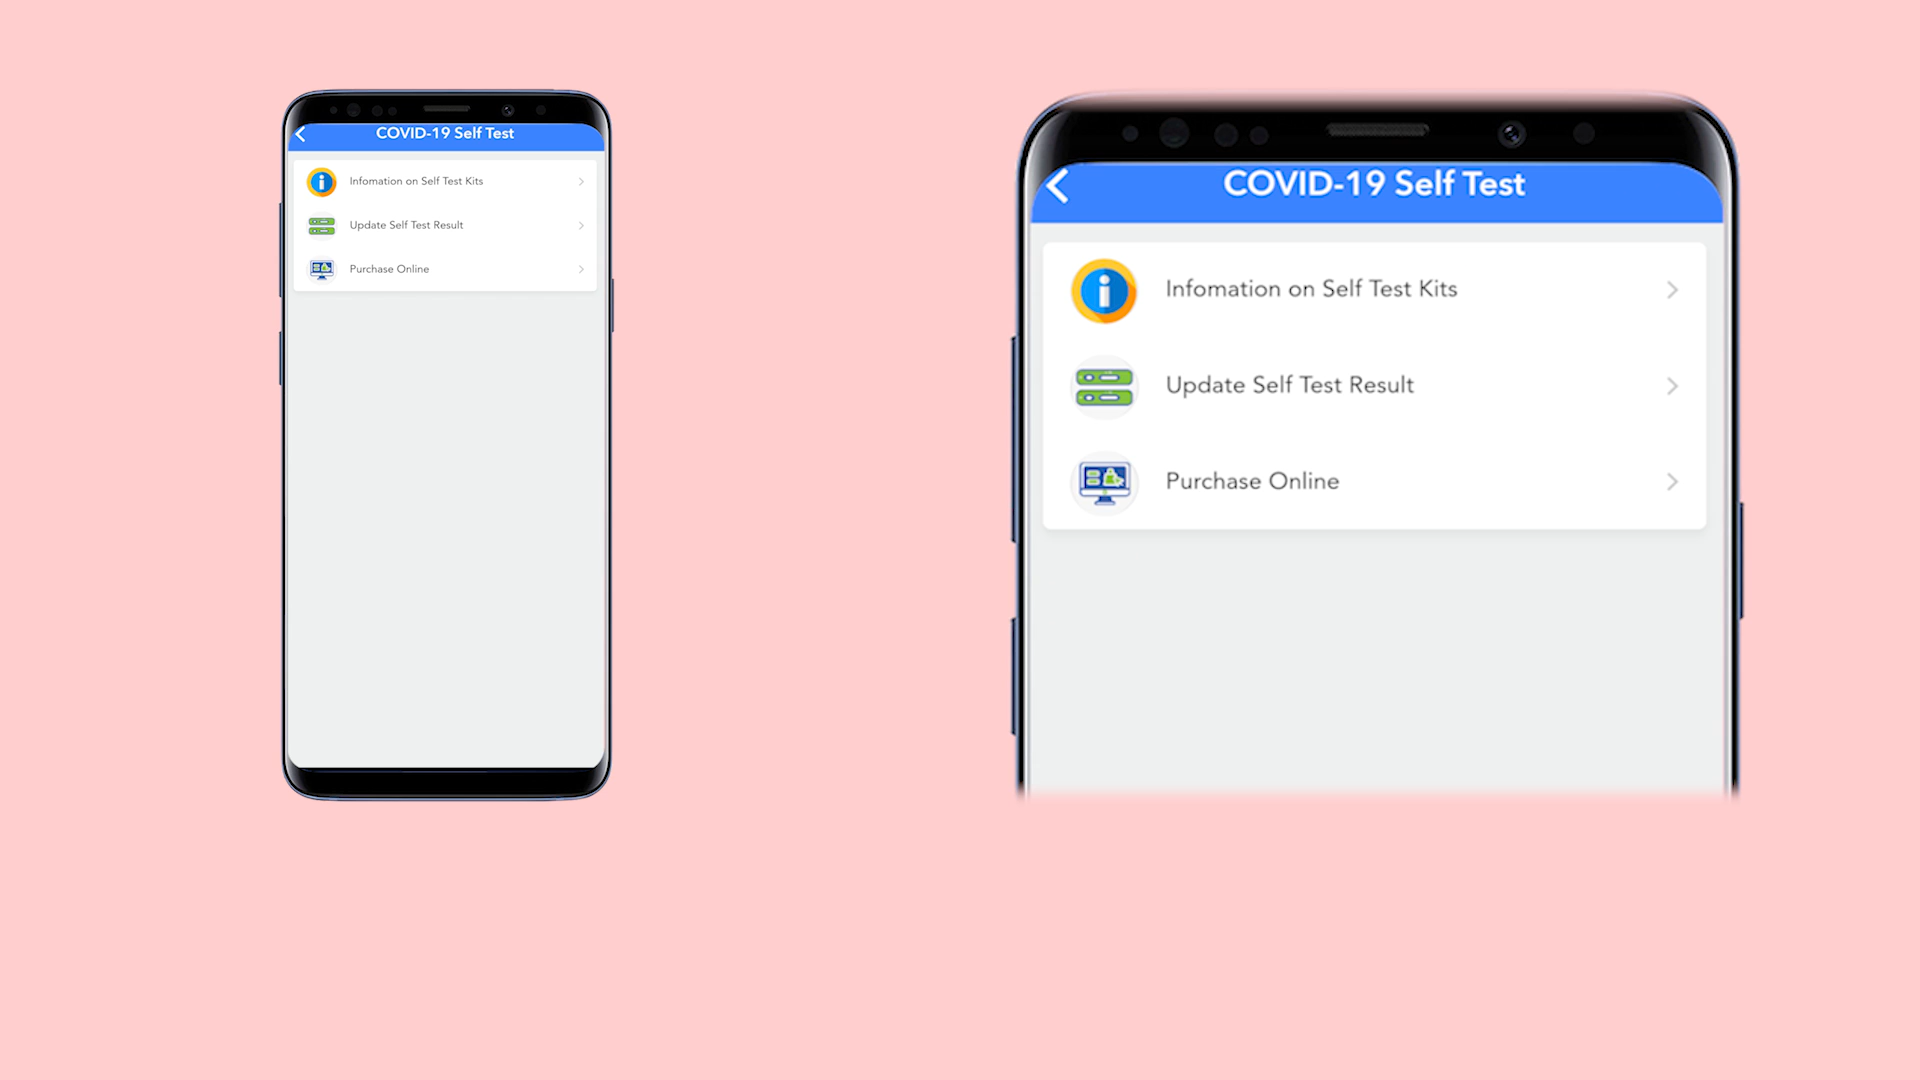 COVID-19 Self Test
Infomation on Self Test Kits
Update Self Test Result
Purchase Online
COVID-19 Self Test
Infomation on Self Test Kits
Update Self Test Result
Purchase Online